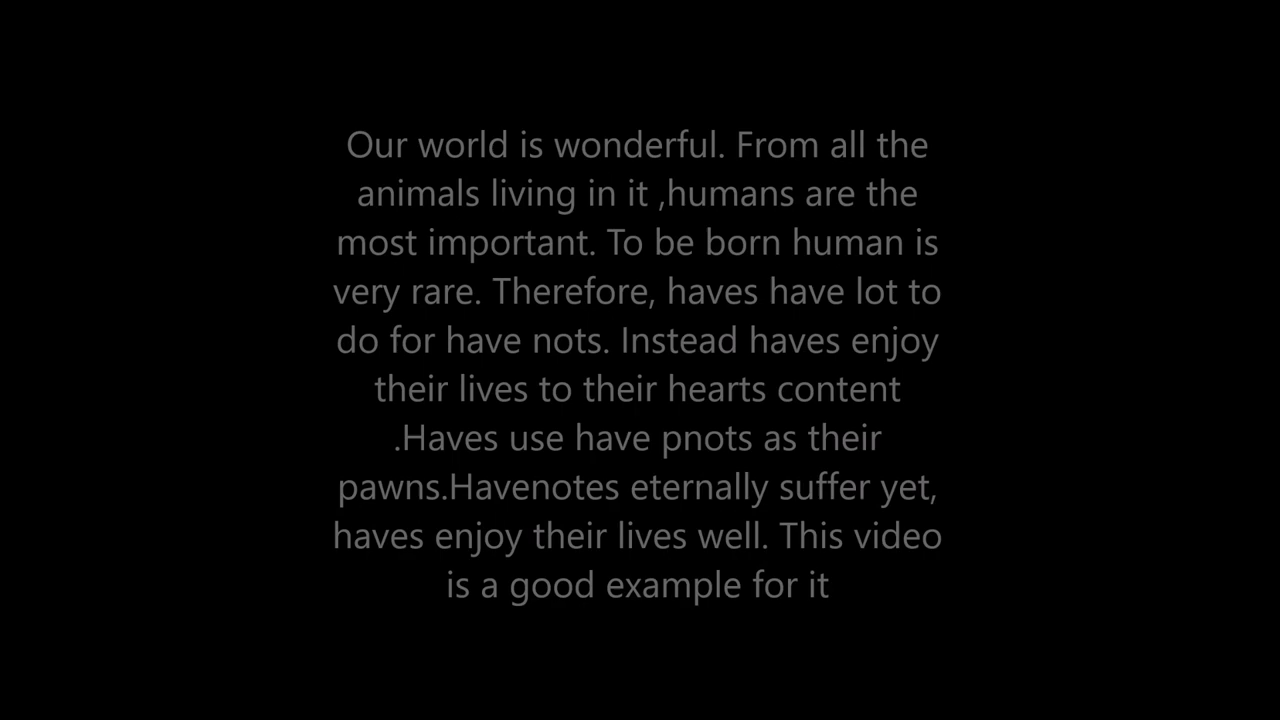 Our world is wonderful. From all the
animals living in it ,humans are the
most important. To be born human is
very rare. Therefore, haves have lot to
do for have nots. Instead haves enjoy
their lives to their hearts content
.Haves use have pnots as their
pawns.Havenotes eternally suffer yet,
haves enjoy their lives well. This video
is a good example for it